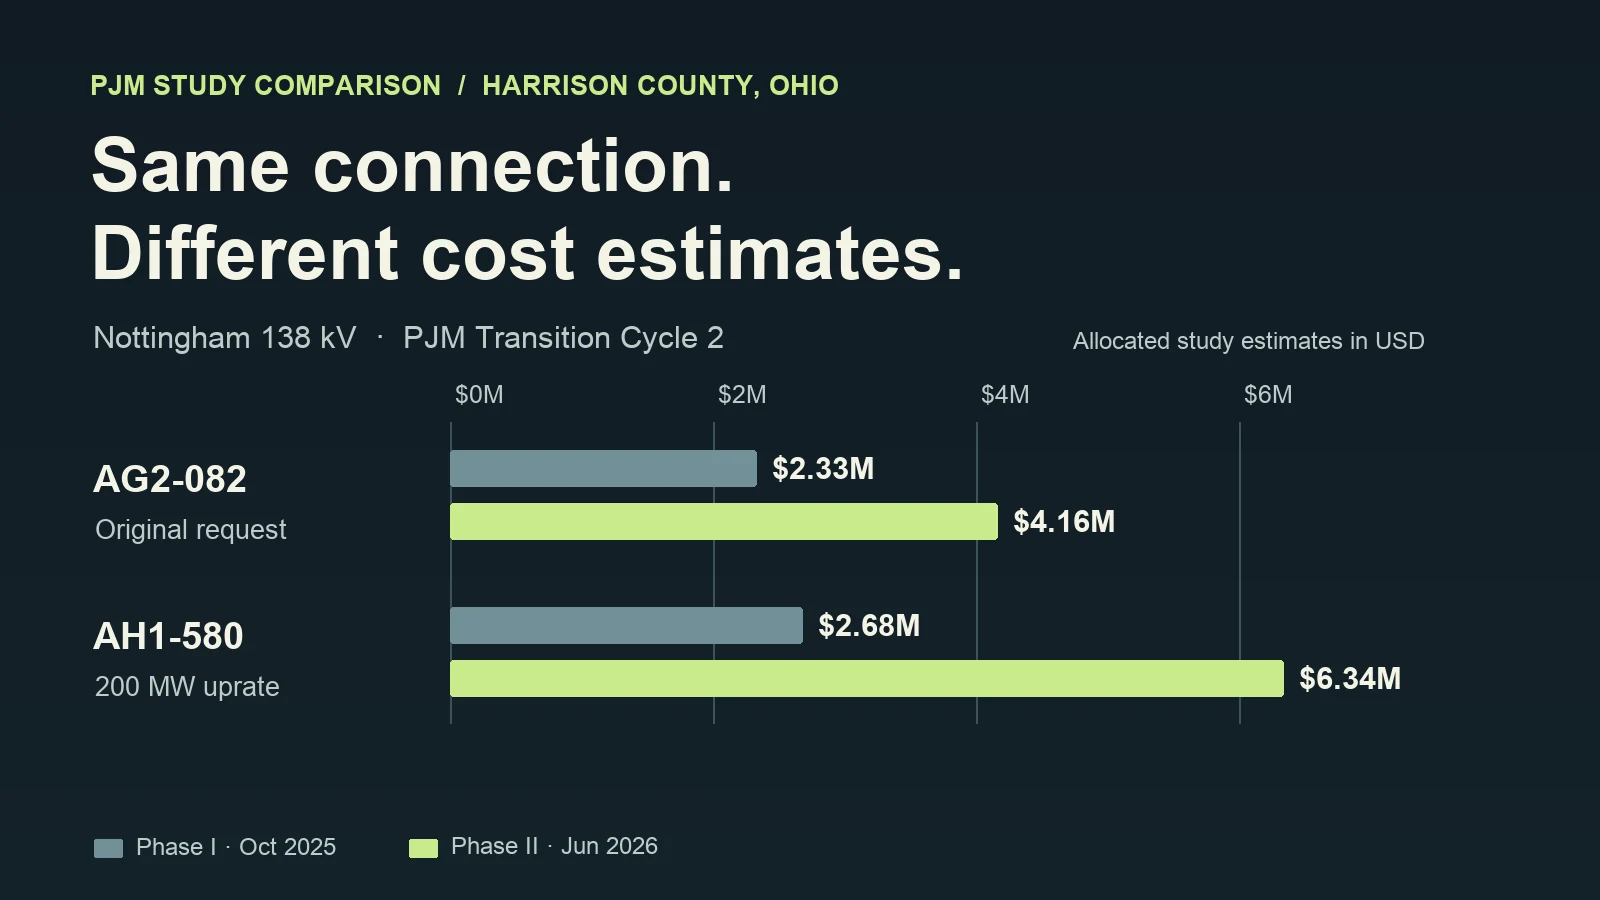 PJM STUDY COMPARISON / HARRISON COUNTY, OHIO
Same connection.
Different cost estimates.
Nottingham 138 kV · PJM Transition Cycle 2
Allocated study estimates in USD
$0M $2M $4M $6M
AG2-082
Original request
$2.33M
$4.16M
AH1-580
200 MW uprate
$2.68M
$6.34M
Phase I · Oct 2025
Phase II · Jun 2026